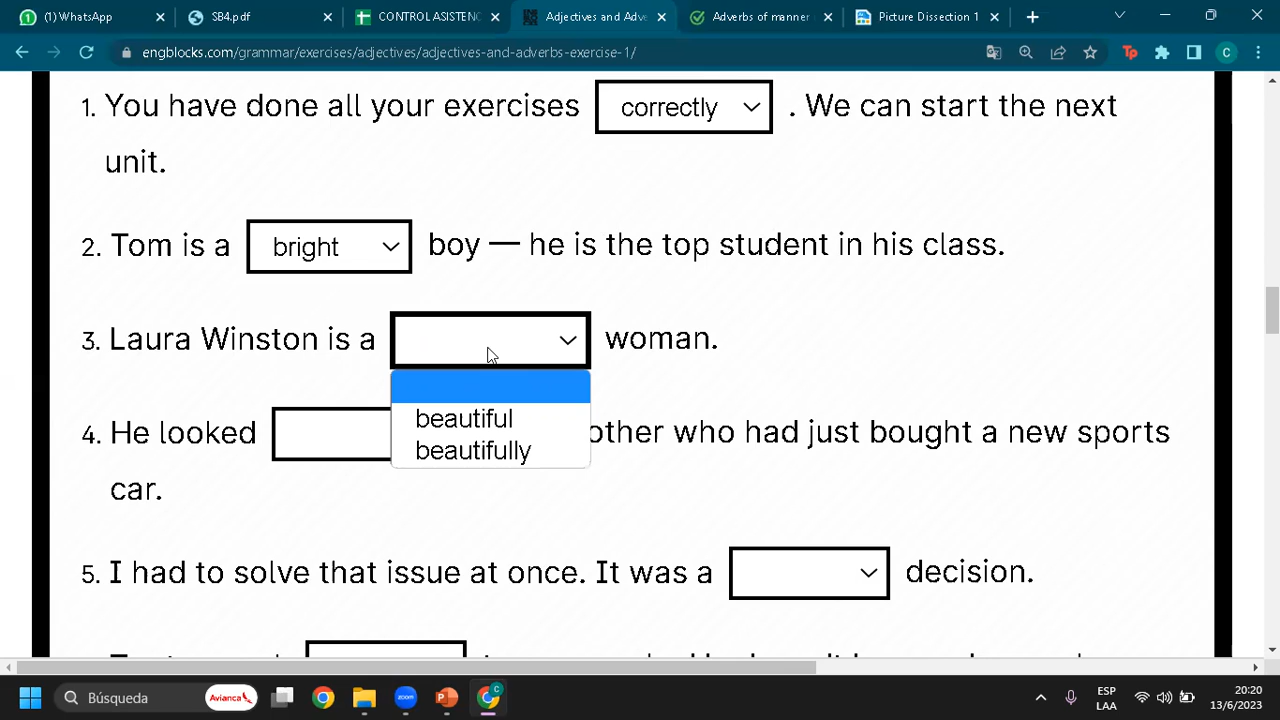 (1) WhatsApp
SB4.pdf
CONTROL ASISTENC
Adjectives and Adve
Adverbs of manner
Picture Dissection 1
engblocks.com/grammar/exercises/adjectives/adjectives-and-adverbs-exercise-1/
Tp
C
1. You have done all your exercises correctly . We can start the next
unit.
2. Tom is a bright boy — he is the top student in his class.
3. Laura Winston is a woman.
beautiful
beautifully
4. He looked other who had just bought a new sports
car.
5. I had to solve that issue at once. It was a decision.
Búsqueda
Avianca
zoom
P
C
ESP
LAA
20:20
13/6/2023